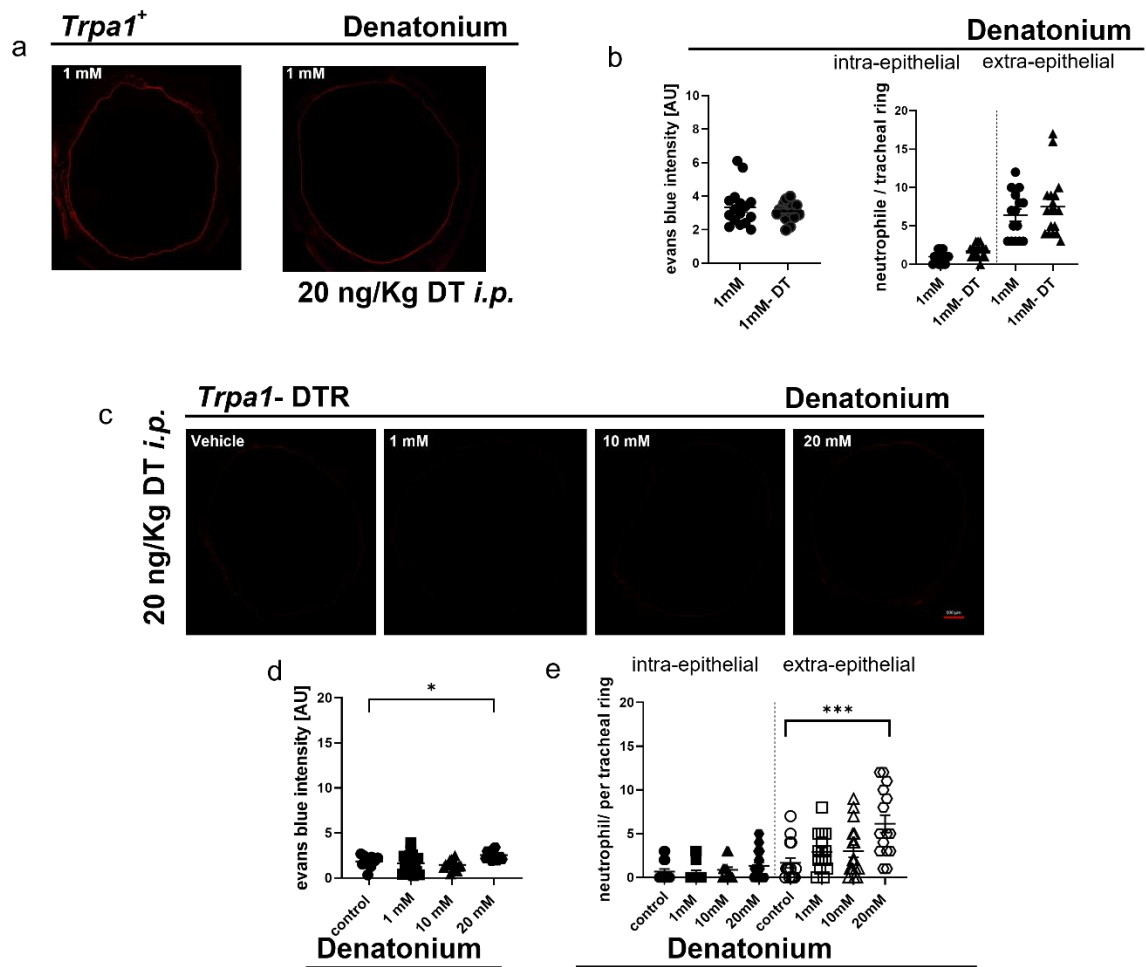 a
Trpa1+ Denatonium
1 mM
1 mM
20 ng/Kg DT i.p.
b
Denatonium
intra-epithelial extra-epithelial
evans blue intensity [AU]
10
8
6
4
2
0
1mM
1mM- DT
neutrophile / tracheal ring
20
15
10
5
0
1mM
1mM- DT
1mM
1mM- DT
c
Trpa1- DTR Denatonium
20 ng/Kg DT i.p.
Vehicle
1 mM
10 mM
20 mM
100 µm
d
evans blue intensity [AU]
20
15
10
5
0
*
control
1 mM
10 mM
20 mM
Denatonium
e
intra-epithelial extra-epithelial
neutrophil/ per tracheal ring
20
15
10
5
0
***
control
1mM
10mM
20mM
control
1mM
10mM
20mM
Denatonium